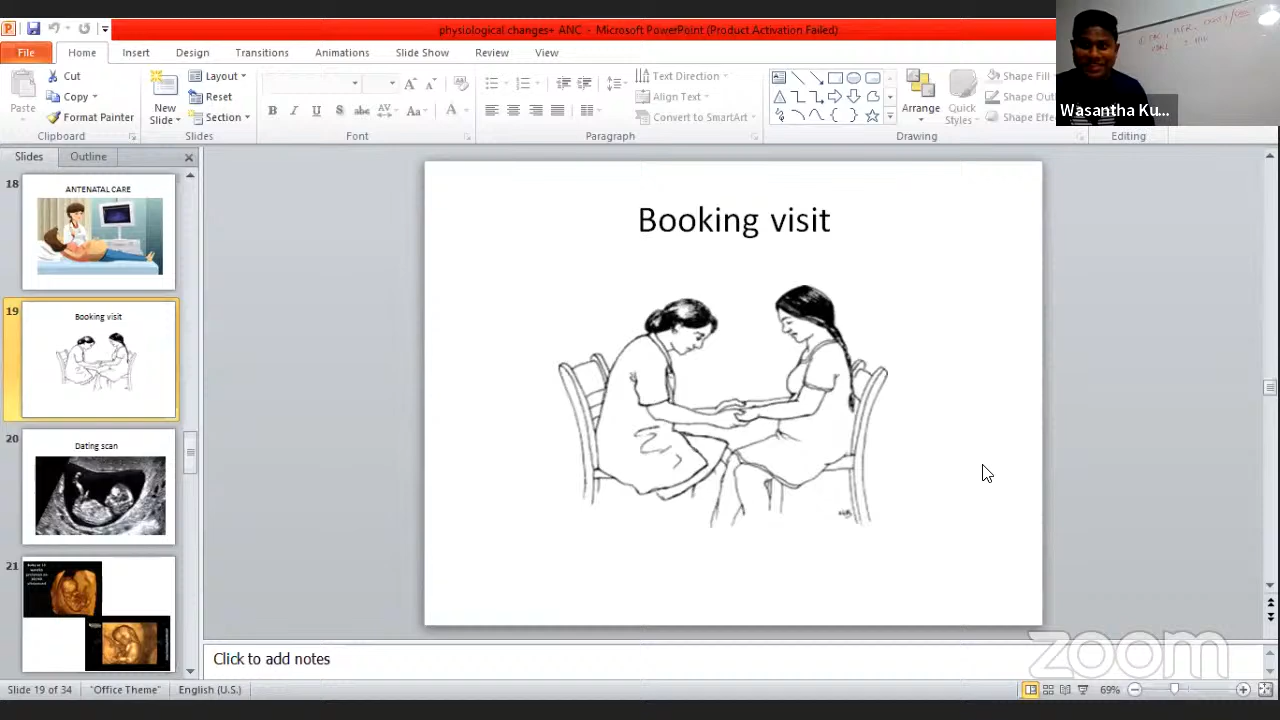 physiological changes+ ANC - Microsoft PowerPoint (Product Activation Failed)
File Home Insert Design Transitions Animations Slide Show Review View
Cut
Copy
Format Painter
Paste
Clipboard
New Slide
Layout
Reset
Section
Slides
Font
Text Direction
Align Text
Convert to SmartArt
Paragraph
Arrange
Quick Styles
Shape Fill
Shape Out
Shape Effe
Drawing
Editing
Wasantha Ku...
Slides Outline
18
ANTENATAL CARE
19
Booking visit
20
Dating scan
21
Booking visit
Click to add notes
zoom
Slide 19 of 34 "Office Theme" English (U.S.) 69%